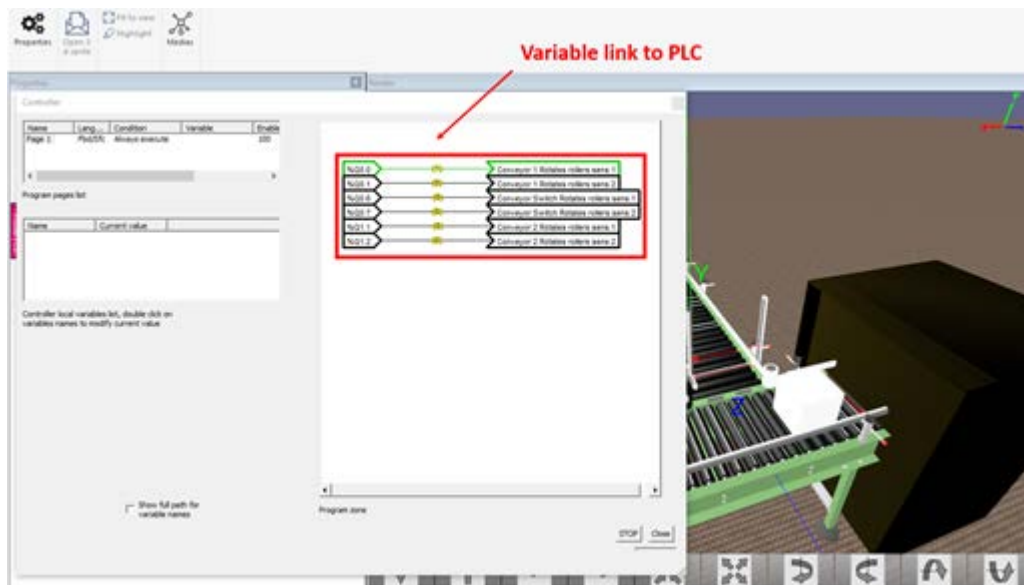 Fit to view
Highlight
Properties
Open it
Medias
Variable link to PLC
Properties
Render
Controller
Name Lang... Condition Variable Enable
Page 1: Always execute 100
Program pages list
Name Current value
Controller local variables list, double click on
variables names to modify current value
Show full path for
variable names
%Q0.0 Conveyor 1 Rotates rollers sens 1
%Q0.1 Conveyor 1 Rotates rollers sens 2
%Q0.6 Conveyor Switch Rotates rollers sens 1
%Q0.7 Conveyor Switch Rotates rollers sens 2
%Q1.1 Conveyor 2 Rotates rollers sens 1
%Q1.2 Conveyor 2 Rotates rollers sens 2
Program zone
STOP Close
Y
Z